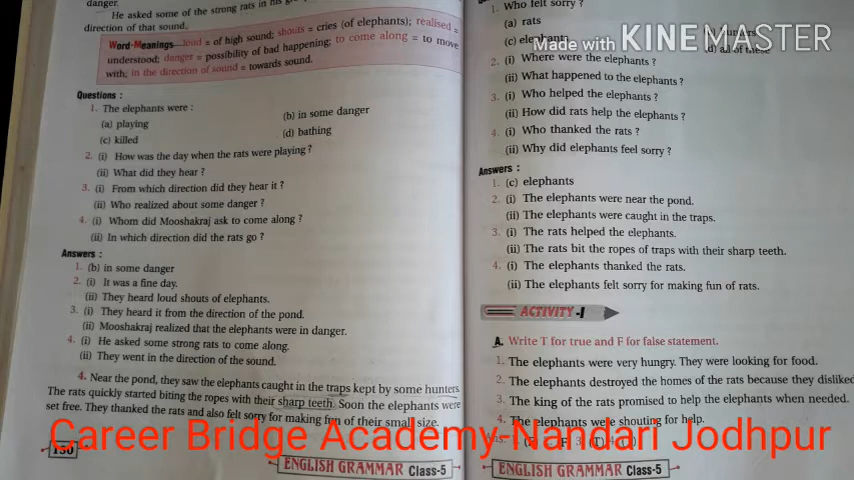 danger.
He asked some of the strong rats in his
direction of that sound.
Word-Meanings—loud = of high sound; shouts = cries (of elephants); realised =
understood; danger = possibility of bad happening; to come along = to move
with; in the direction of sound = towards sound.
Questions :
1. The elephants were :
(a) playing
(b) in some danger
(c) killed
(d) bathing
2. (i) How was the day when the rats were playing ?
(ii) What did they hear ?
3. (i) From which direction did they hear it ?
(ii) Who realized about some danger ?
4. (i) Whom did Mooshakraj ask to come along ?
(ii) In which direction did the rats go ?
Answers :
1. (b) in some danger
2. (i) It was a fine day.
(ii) They heard loud shouts of elephants.
3. (i) They heard it from the direction of the pond.
(ii) Mooshakraj realized that the elephants were in danger.
4. (i) He asked some strong rats to come along.
(ii) They went in the direction of the sound.
4. Near the pond, they saw the elephants caught in the traps kept by some hunters.
The rats quickly started biting the ropes with their sharp teeth. Soon the elephants were
set free. They thanked the rats and also felt sorry for making fun of their small size.
130
ENGLISH GRAMMAR Class-5
1. Who felt sorry ?
(a) rats
(c) elephants
(d) all of these
Made with KINEMASTER
2. (i) Where were the elephants ?
(ii) What happened to the elephants ?
3. (i) Who helped the elephants ?
(ii) How did rats help the elephants ?
4. (i) Who thanked the rats ?
(ii) Why did elephants feel sorry ?
Answers :
1. (c) elephants
2. (i) The elephants were near the pond.
(ii) The elephants were caught in the traps.
3. (i) The rats helped the elephants.
(ii) The rats bit the ropes of traps with their sharp teeth.
4. (i) The elephants thanked the rats.
(ii) The elephants felt sorry for making fun of rats.
ACTIVITY-I
A. Write T for true and F for false statement.
1. The elephants were very hungry. They were looking for food.
2. The elephants destroyed the homes of the rats because they disliked
3. The king of the rats promised to help the elephants when needed.
4. The elephants were shouting for help.
Career Bridge Academy-Nandari Jodhpur
ENGLISH GRAMMAR Class-5